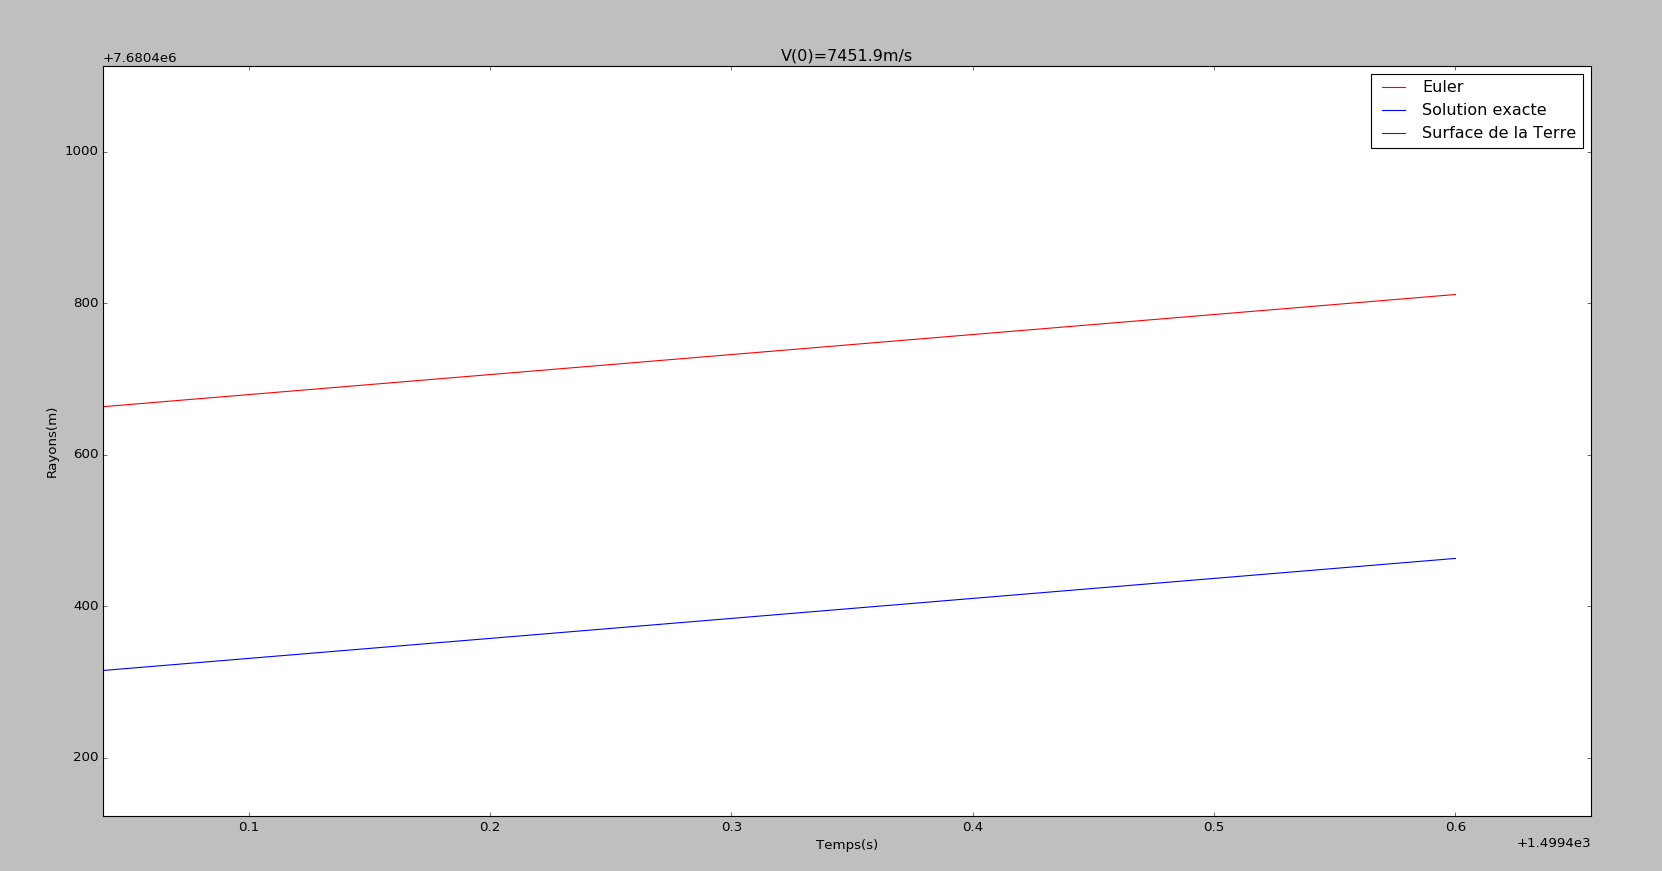 +7.6804e6
V(0)=7451.9m/s
Euler
Solution exacte
Surface de la Terre
1000
800
600
400
200
Rayons(m)
0.1 0.2 0.3 0.4 0.5 0.6
Temps(s)
+1.4994e3